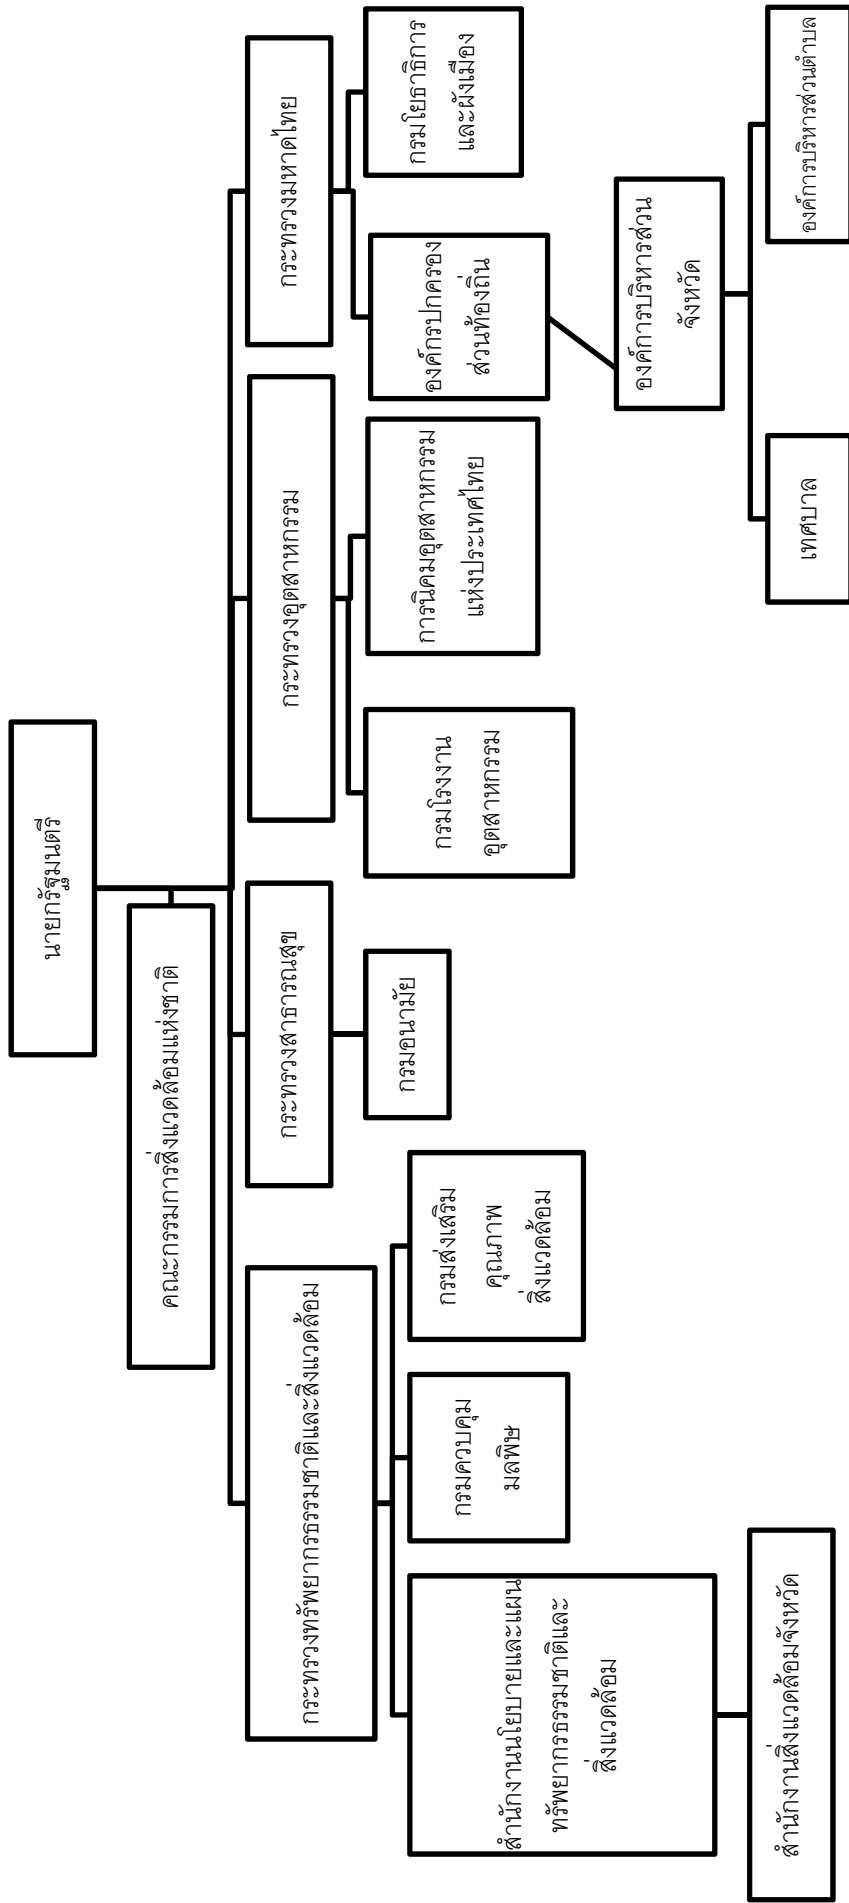 นายกรัฐมนตรี
คณะกรรมการสิ่งแวดล้อมแห่งชาติ
กระทรวงทรัพยากรธรรมชาติและสิ่งแวดล้อม
กระทรวงสาธารณสุข
กระทรวงอุตสาหกรรม
กระทรวงมหาดไทย
สำนักงานนโยบายและแผน
ทรัพยากรธรรมชาติและ
สิ่งแวดล้อม
กรมควบคุม
มลพิษ
กรมส่งเสริม
คุณภาพ
สิ่งแวดล้อม
กรมอนามัย
กรมโรงงาน
อุตสาหกรรม
การนิคมอุตสาหกรรม
แห่งประเทศไทย
องค์กรปกครอง
ส่วนท้องถิ่น
กรมโยธาธิการ
และผังเมือง
องค์การบริหารส่วน
จังหวัด
สำนักงานสิ่งแวดล้อมจังหวัด
เทศบาล
องค์การบริหารส่วนตำบล